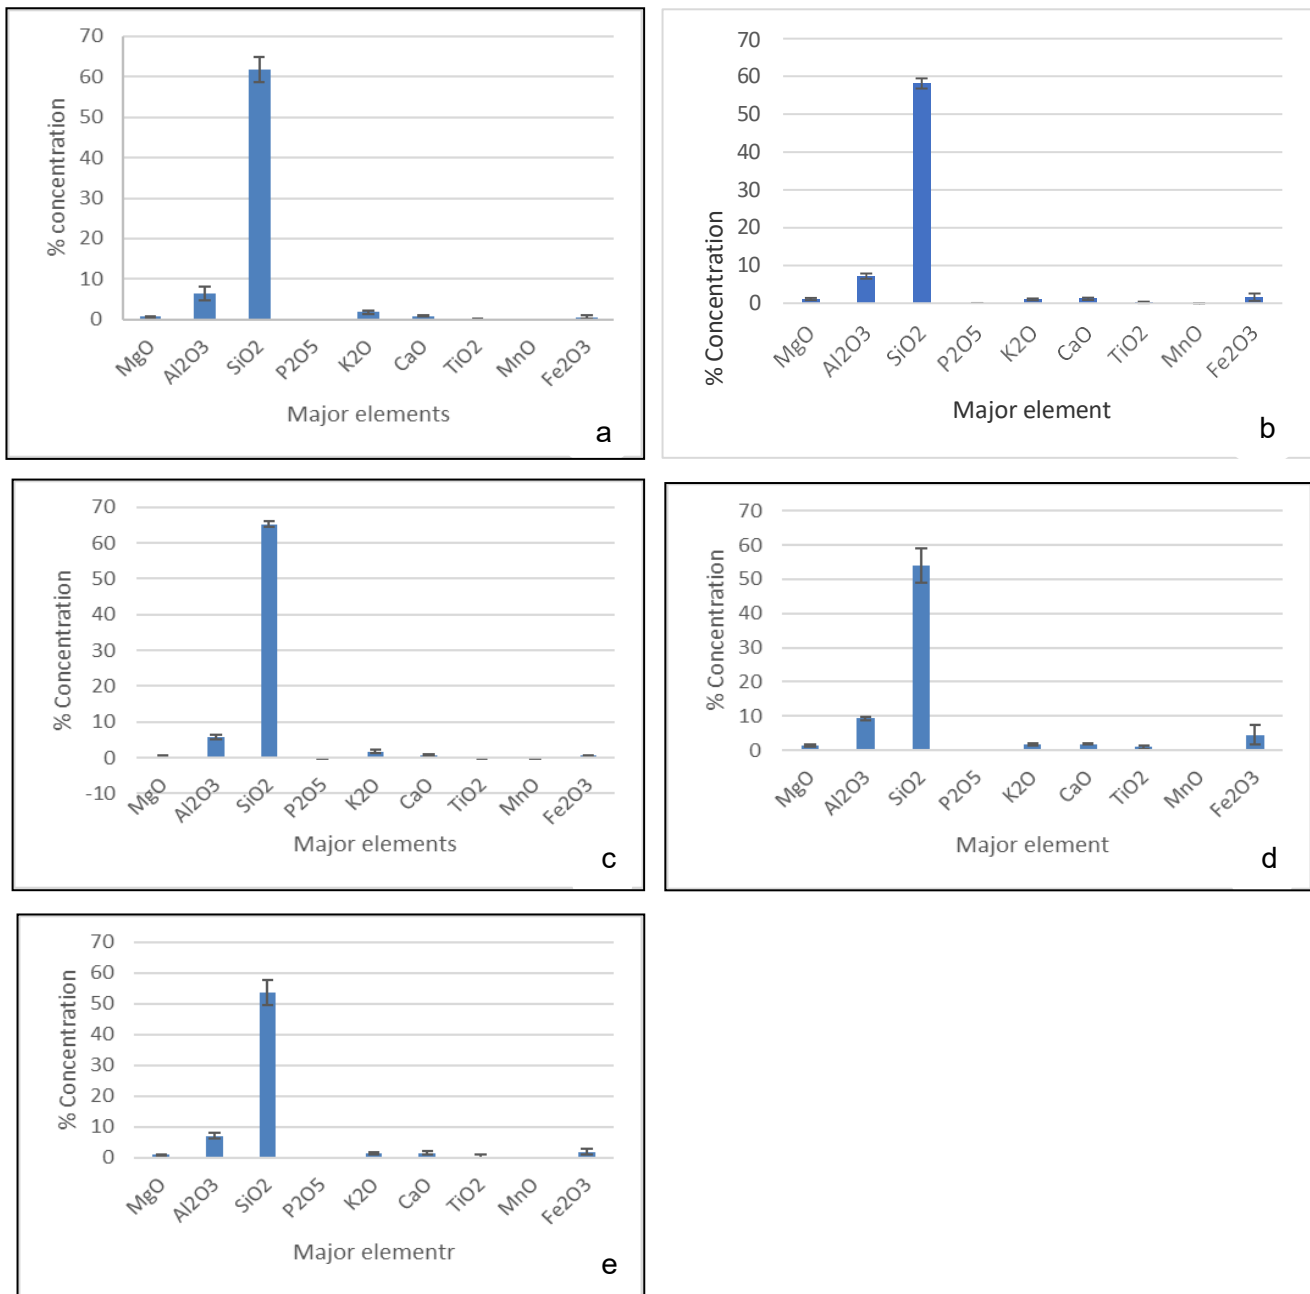 70
60
50
40
30
20
10
0
% concentration
MgO
Al2O3
SiO2
P2O5
K2O
CaO
TiO2
MnO
Fe2O3
Major elements
a
70
60
50
40
30
20
10
0
% Concentration
MgO
Al2O3
SiO2
P2O5
K2O
CaO
TiO2
MnO
Fe2O3
Major element
b
70
60
50
40
30
20
10
0
-10
% Concentration
MgO
Al2O3
SiO2
P2O5
K2O
CaO
TiO2
MnO
Fe2O3
Major elements
c
70
60
50
40
30
20
10
0
% Concentration
MgO
Al2O3
SiO2
P2O5
K2O
CaO
TiO2
MnO
Fe2O3
Major element
d
70
60
50
40
30
20
10
0
% Concentration
MgO
Al2O3
SiO2
P2O5
K2O
CaO
TiO2
MnO
Fe2O3
Major elementr
e